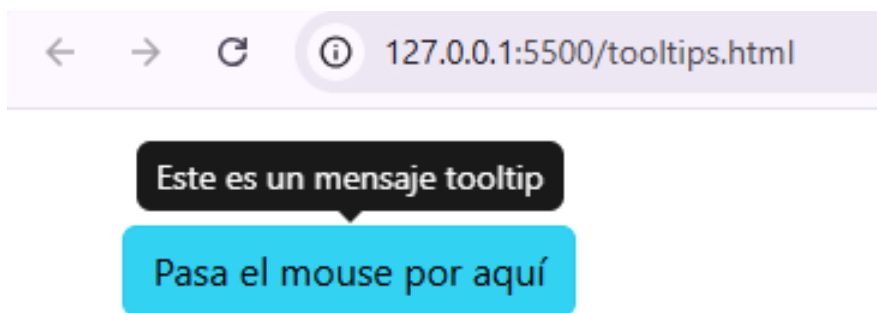 127.0.0.1:5500/tooltips.html
Este es un mensaje tooltip
Pasa el mouse por aquí